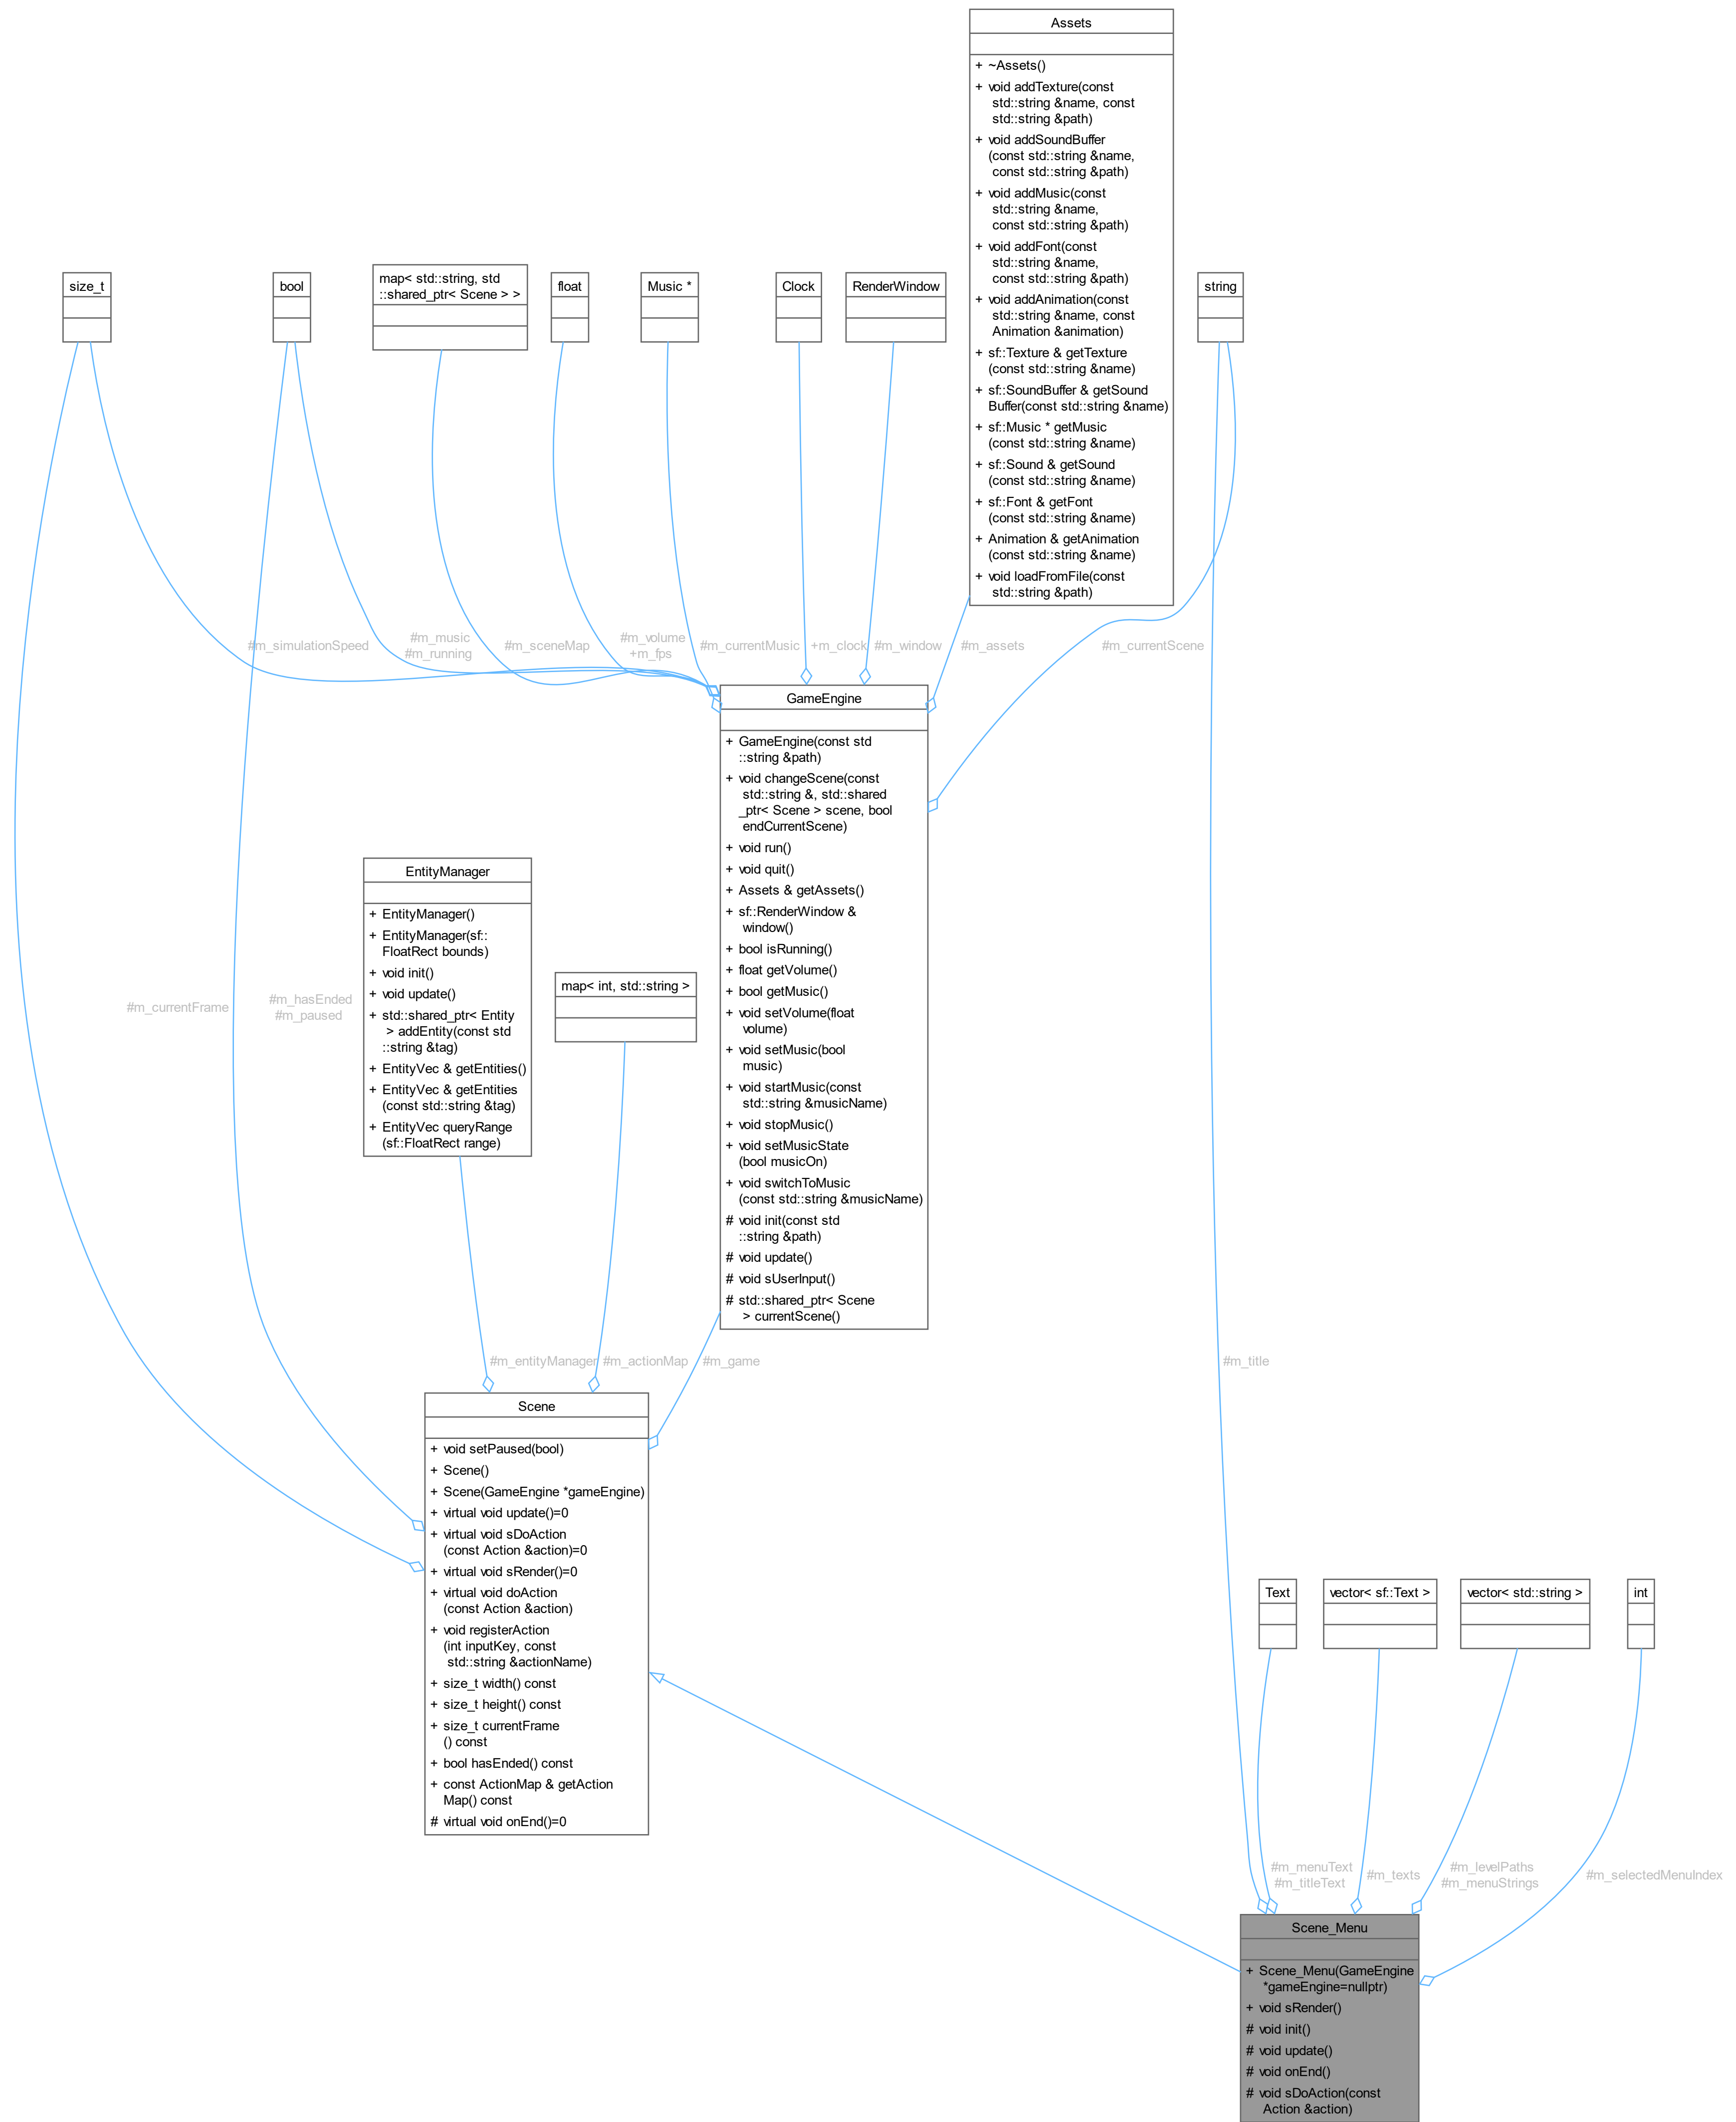 Assets
+ ~Assets()
+ void addTexture(const
std::string &name, const
std::string &path)
+ void addSoundBuffer
(const std::string &name,
const std::string &path)
+ void addMusic(const
std::string &name,
const std::string &path)
+ void addFont(const
std::string &name,
const std::string &path)
+ void addAnimation(const
std::string &name, const
Animation &animation)
+ sf::Texture & getTexture
(const std::string &name)
+ sf::SoundBuffer & getSound
Buffer(const std::string &name)
+ sf::Music * getMusic
(const std::string &name)
+ sf::Sound & getSound
(const std::string &name)
+ sf::Font & getFont
(const std::string &name)
+ Animation & getAnimation
(const std::string &name)
+ void loadFromFile(const
std::string &path)
size_t
bool
map< std::string, std
::shared_ptr< Scene > >
float
Music *
Clock
RenderWindow
string
#m_simulationSpeed
#m_music
#m_running
#m_sceneMap
#m_volume
+m_fps
#m_currentMusic
+m_clock
#m_window
#m_assets
#m_currentScene
GameEngine
+ GameEngine(const std
::string &path)
+ void changeScene(const
std::string &, std::shared
_ptr< Scene > scene, bool
endCurrentScene)
+ void run()
+ void quit()
+ Assets & getAssets()
+ sf::RenderWindow &
window()
+ bool isRunning()
+ float getVolume()
+ bool getMusic()
+ void setVolume(float
volume)
+ void setMusic(bool
music)
+ void startMusic(const
std::string &musicName)
+ void stopMusic()
+ void setMusicState
(bool musicOn)
+ void switchToMusic
(const std::string &musicName)
# void init(const std
::string &path)
# void update()
# void sUserInput()
# std::shared_ptr< Scene
> currentScene()
EntityManager
+ EntityManager()
+ EntityManager(sf::
FloatRect bounds)
+ void init()
+ void update()
+ std::shared_ptr< Entity
> addEntity(const std
::string &tag)
+ EntityVec & getEntities()
+ EntityVec & getEntities
(const std::string &tag)
+ EntityVec queryRange
(sf::FloatRect range)
map< int, std::string >
#m_currentFrame
#m_hasEnded
#m_paused
#m_entityManager
#m_actionMap
#m_game
#m_title
Scene
+ void setPaused(bool)
+ Scene()
+ Scene(GameEngine *gameEngine)
+ virtual void update()=0
+ virtual void sDoAction
(const Action &action)=0
+ virtual void sRender()=0
+ virtual void doAction
(const Action &action)
+ void registerAction
(int inputKey, const
std::string &actionName)
+ size_t width() const
+ size_t height() const
+ size_t currentFrame
() const
+ bool hasEnded() const
+ const ActionMap & getAction
Map() const
# virtual void onEnd()=0
Text
vector< sf::Text >
vector< std::string >
int
#m_menuText
#m_titleText
#m_texts
#m_levelPaths
#m_menuStrings
#m_selectedMenuIndex
Scene_Menu
+ Scene_Menu(GameEngine
*gameEngine=nullptr)
+ void sRender()
# void init()
# void update()
# void onEnd()
# void sDoAction(const
Action &action)